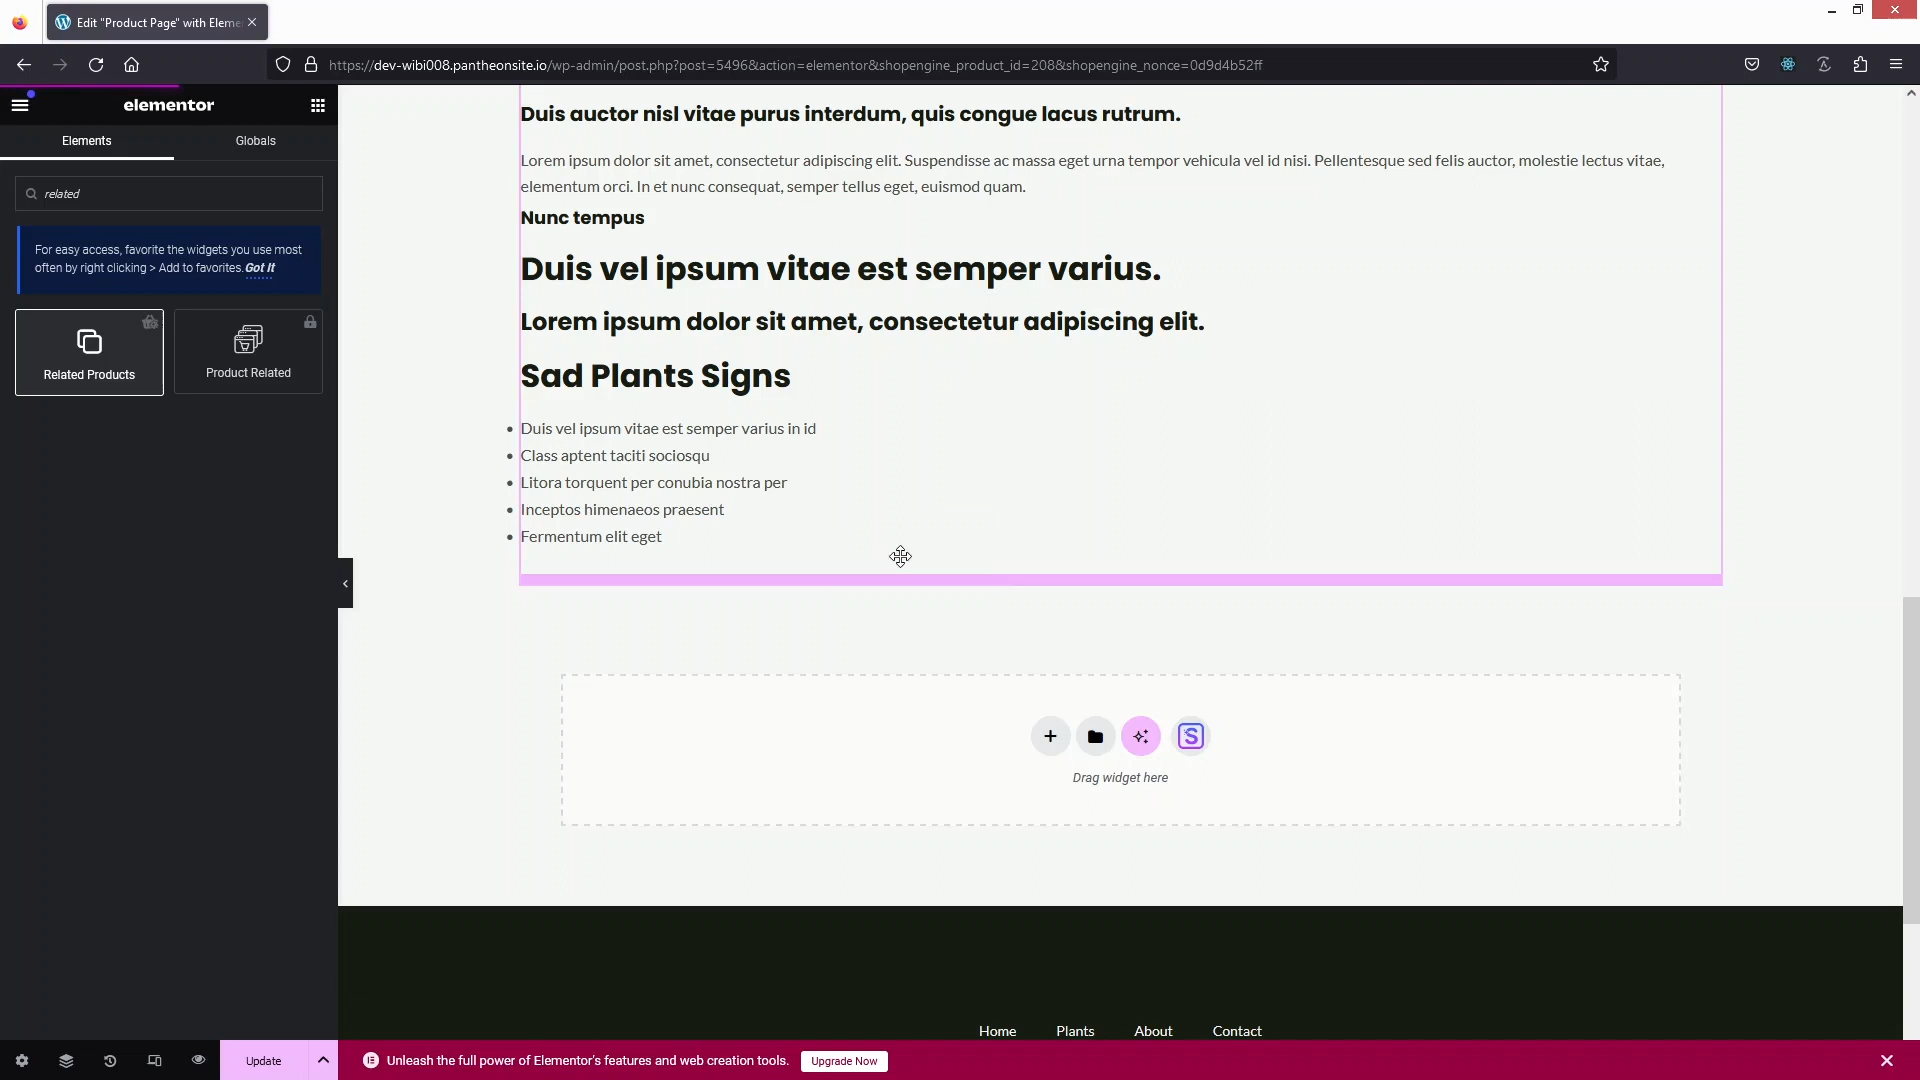 Edit "Product Page" with Eleme
https://dev-wibi008.pantheonsite.io/wp-admin/post.php?post=5496&action=elementor&shopengine_product_id=208&shopengine_nonce=0d9d4b52ff
elementor
Elements
Globals
related
For easy access, favorite the widgets you use most
often by right clicking > Add to favorites. Got It
Related Products
Product Related
Duis auctor nisl vitae purus interdum, quis congue lacus rutrum.
Lorem ipsum dolor sit amet, consectetur adipiscing elit. Suspendisse ac massa eget urna tempor vehicula vel id nisi. Pellentesque sed felis auctor, molestie lectus vitae,
elementum orci. In et nunc consequat, semper tellus eget, euismod quam.
Nunc tempus
Duis vel ipsum vitae est semper varius.
Lorem ipsum dolor sit amet, consectetur adipiscing elit.
Sad Plants Signs
• Duis vel ipsum vitae est semper varius in id
• Class aptent taciti sociosqu
• Litora torquent per conubia nostra per
• Inceptos himenaeos praesent
• Fermentum elit eget
Drag widget here
Home Plants About Contact
Update
Unleash the full power of Elementor's features and web creation tools. Upgrade Now